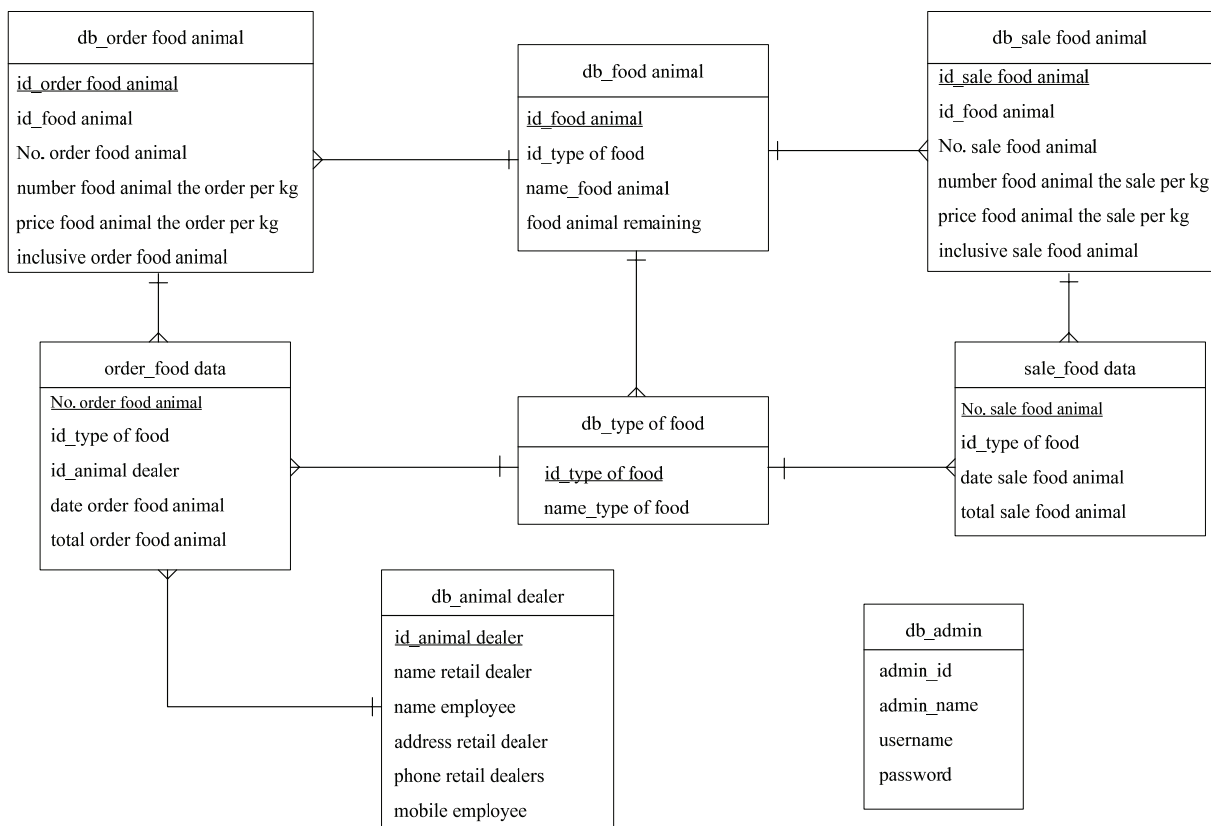 db_order food animal
id_order food animal
id_food animal
No. order food animal
number food animal the order per kg
price food animal the order per kg
inclusive order food animal
db_food animal
id_food animal
id_type of food
name_food animal
food animal remaining
db_sale food animal
id_sale food animal
id_food animal
No. sale food animal
number food animal the sale per kg
price food animal the sale per kg
inclusive sale food animal
order_food data
No. order food animal
id_type of food
id_animal dealer
date order food animal
total order food animal
db_type of food
id_type of food
name_type of food
sale_food data
No. sale food animal
id_type of food
date sale food animal
total sale food animal
db_animal dealer
id_animal dealer
name retail dealer
name employee
address retail dealer
phone retail dealers
mobile employee
db_admin
admin_id
admin_name
username
password